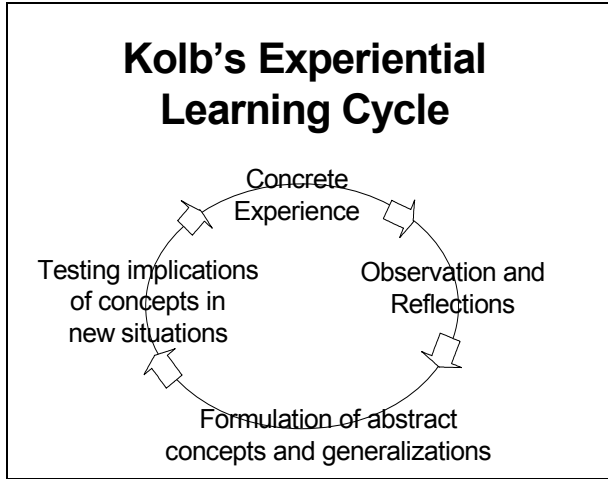 Kolb's Experiential
Learning Cycle
Concrete
Experience
Observation and
Reflections
Formulation of abstract
concepts and generalizations
Testing implications
of concepts in
new situations